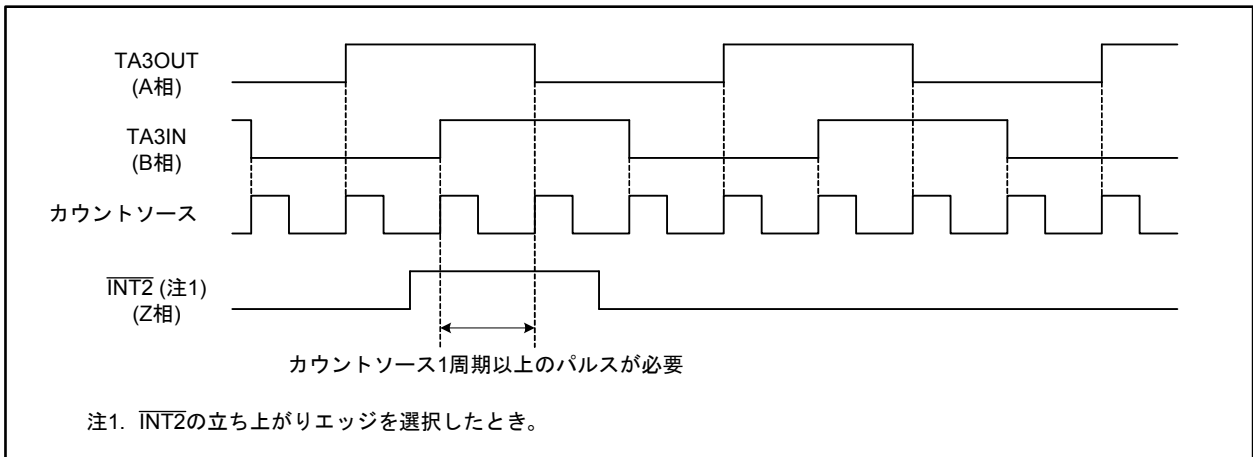 TA3OUT
(A相)
TA3IN
(B相)
カウントソース
INT2 (注1)
(Z相)
カウントソース1周期以上のパルスが必要
注1. INT2の立ち上がりエッジを選択したとき。